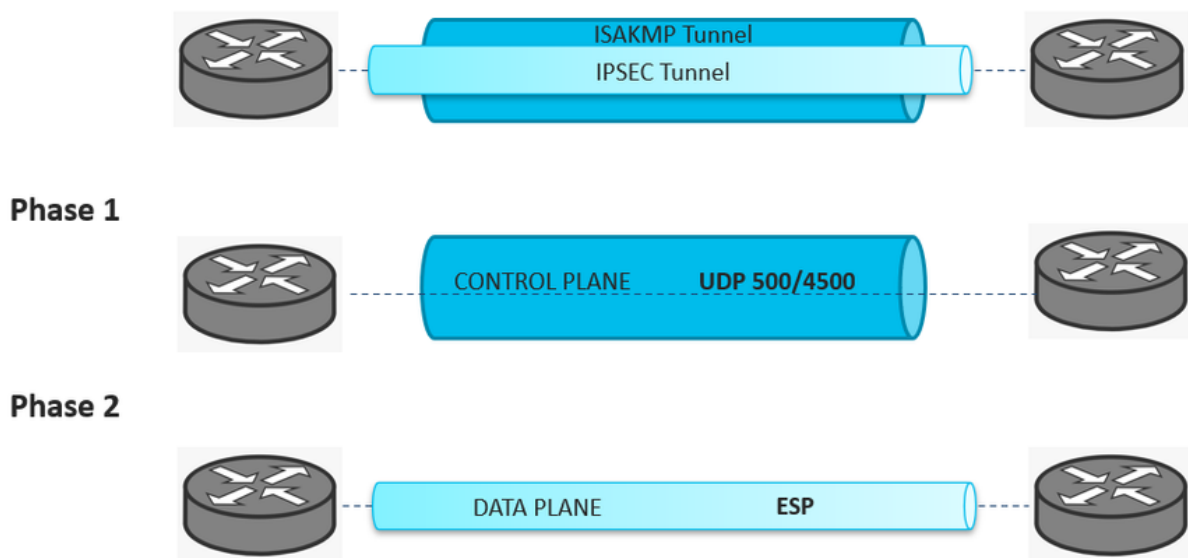 ISAKMP Tunnel
IPSEC Tunnel
Phase 1
CONTROL PLANE UDP 500/4500
Phase 2
DATA PLANE ESP